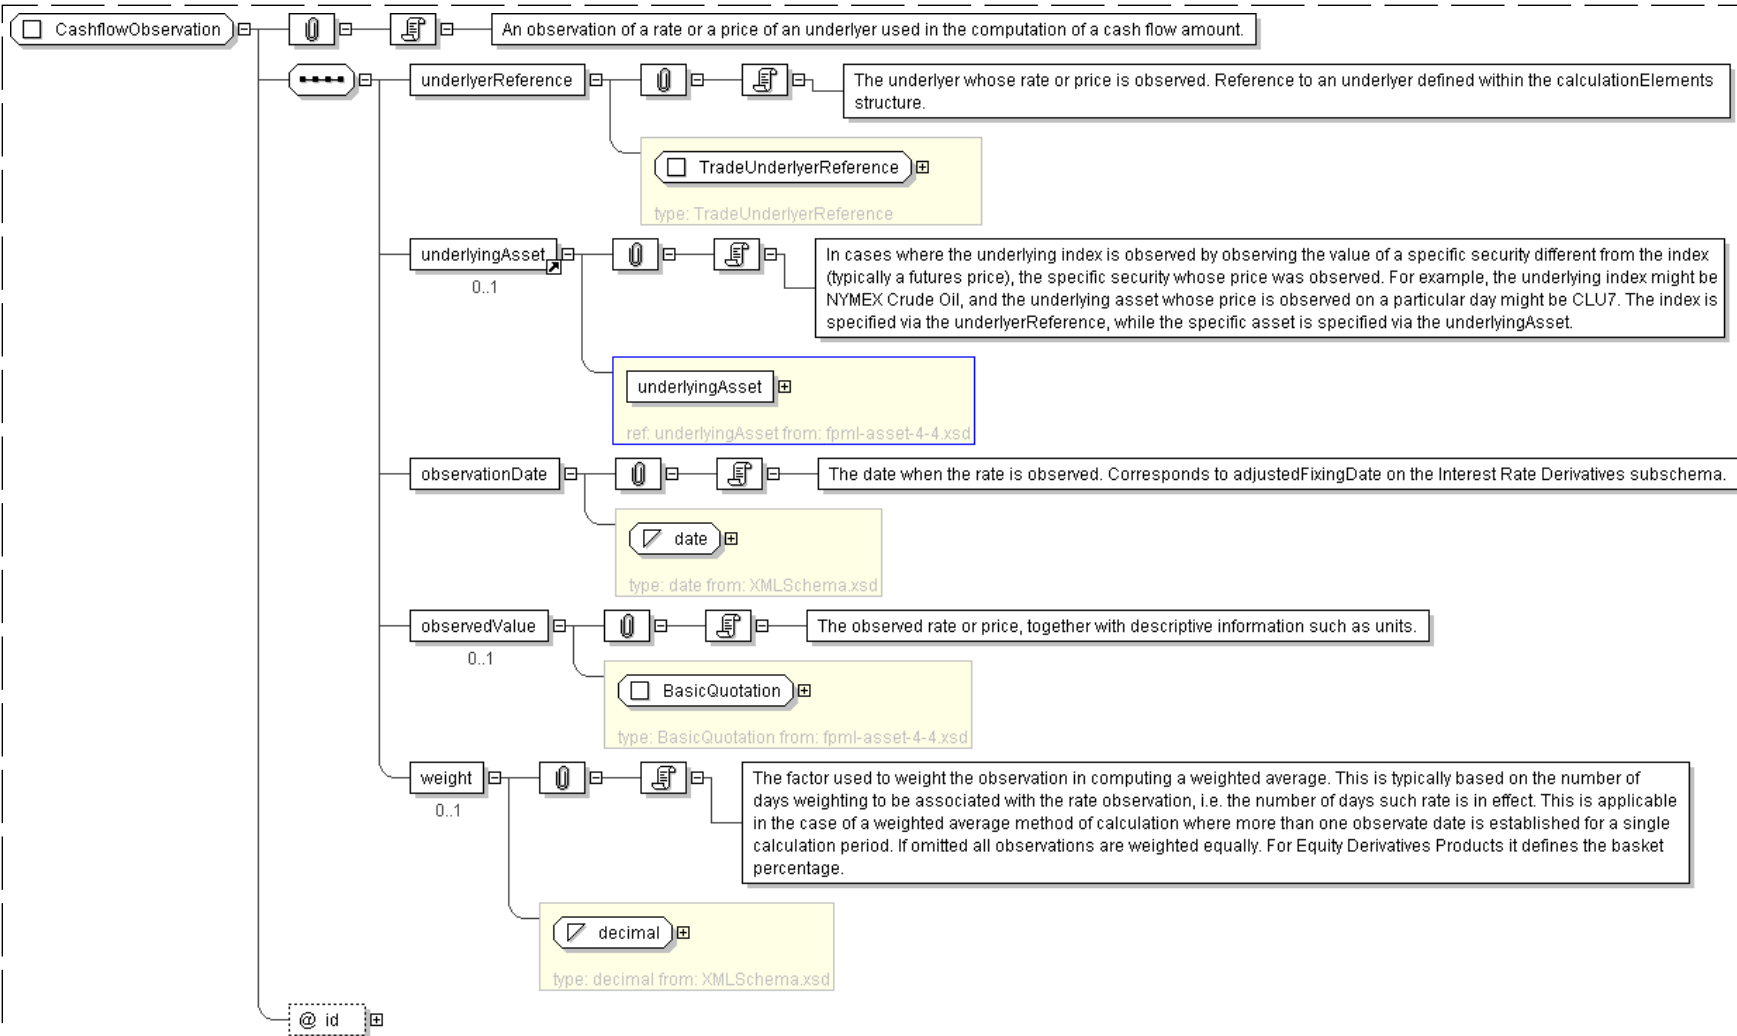 CashflowObservation
An observation of a rate or a price of an underlyer used in the computation of a cash flow amount.
underlyerReference
The underlyer whose rate or price is observed. Reference to an underlyer defined within the calculationElements
structure.
TradeUnderlyerReference
type: TradeUnderlyerReference
underlyingAsset
0..1
In cases where the underlying index is observed by observing the value of a specific security different from the index
(typically a futures price), the specific security whose price was observed. For example, the underlying index might be
NYMEX Crude Oil, and the underlying asset whose price is observed on a particular day might be CLU7. The index is
specified via the underlyerReference, while the specific asset is specified via the underlyingAsset.
underlyingAsset
ref: underlyingAsset from: fpml-asset-4-4.xsd
observationDate
The date when the rate is observed. Corresponds to adjustedFixingDate on the Interest Rate Derivatives subschema.
date
type: date from: XMLSchema.xsd
observedValue
0..1
The observed rate or price, together with descriptive information such as units.
BasicQuotation
type: BasicQuotation from: fpml-asset-4-4.xsd
weight
0..1
The factor used to weight the observation in computing a weighted average. This is typically based on the number of
days weighting to be associated with the rate observation, i.e. the number of days such rate is in effect. This is applicable
in the case of a weighted average method of calculation where more than one observate date is established for a single
calculation period. If omitted all observations are weighted equally. For Equity Derivatives Products it defines the basket
percentage.
decimal
type: decimal from: XMLSchema.xsd
@ id